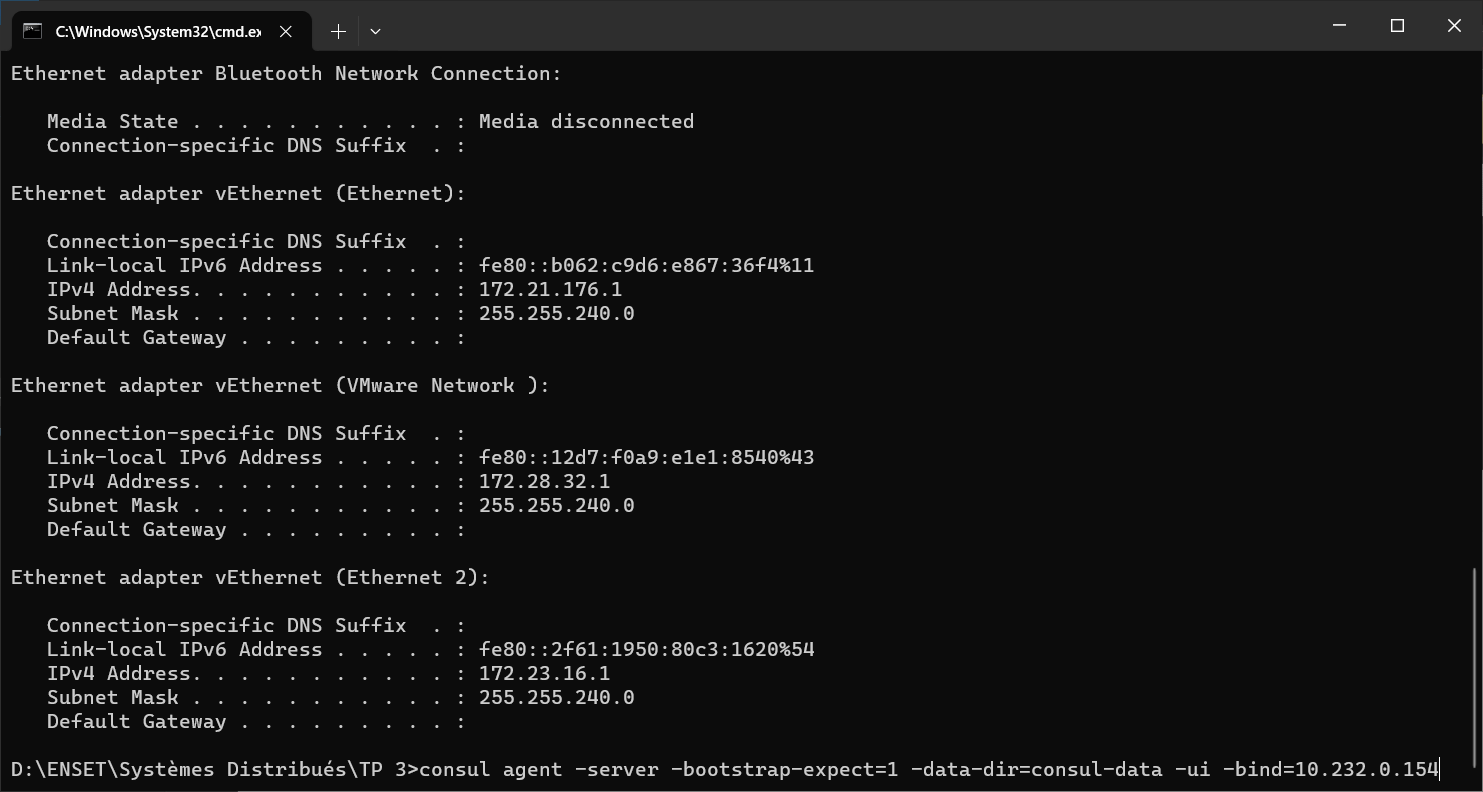 C:\Windows\System32\cmd.ex
Ethernet adapter Bluetooth Network Connection:
   Media State . . . . . . . . . . . : Media disconnected
   Connection-specific DNS Suffix  . :
Ethernet adapter vEthernet (Ethernet):
   Connection-specific DNS Suffix  . :
   Link-local IPv6 Address . . . . . : fe80::b062:c9d6:e867:36f4%11
   IPv4 Address. . . . . . . . . . . : 172.21.176.1
   Subnet Mask . . . . . . . . . . . : 255.255.240.0
   Default Gateway . . . . . . . . . :
Ethernet adapter vEthernet (VMware Network ):
   Connection-specific DNS Suffix  . :
   Link-local IPv6 Address . . . . . : fe80::12d7:f0a9:e1e1:8540%43
   IPv4 Address. . . . . . . . . . . : 172.28.32.1
   Subnet Mask . . . . . . . . . . . : 255.255.240.0
   Default Gateway . . . . . . . . . :
Ethernet adapter vEthernet (Ethernet 2):
   Connection-specific DNS Suffix  . :
   Link-local IPv6 Address . . . . . : fe80::2f61:1950:80c3:1620%54
   IPv4 Address. . . . . . . . . . . : 172.23.16.1
   Subnet Mask . . . . . . . . . . . : 255.255.240.0
   Default Gateway . . . . . . . . . :
D:\ENSET\Systèmes Distribués\TP 3>consul agent -server -bootstrap-expect=1 -data-dir=consul-data -ui -bind=10.232.0.154